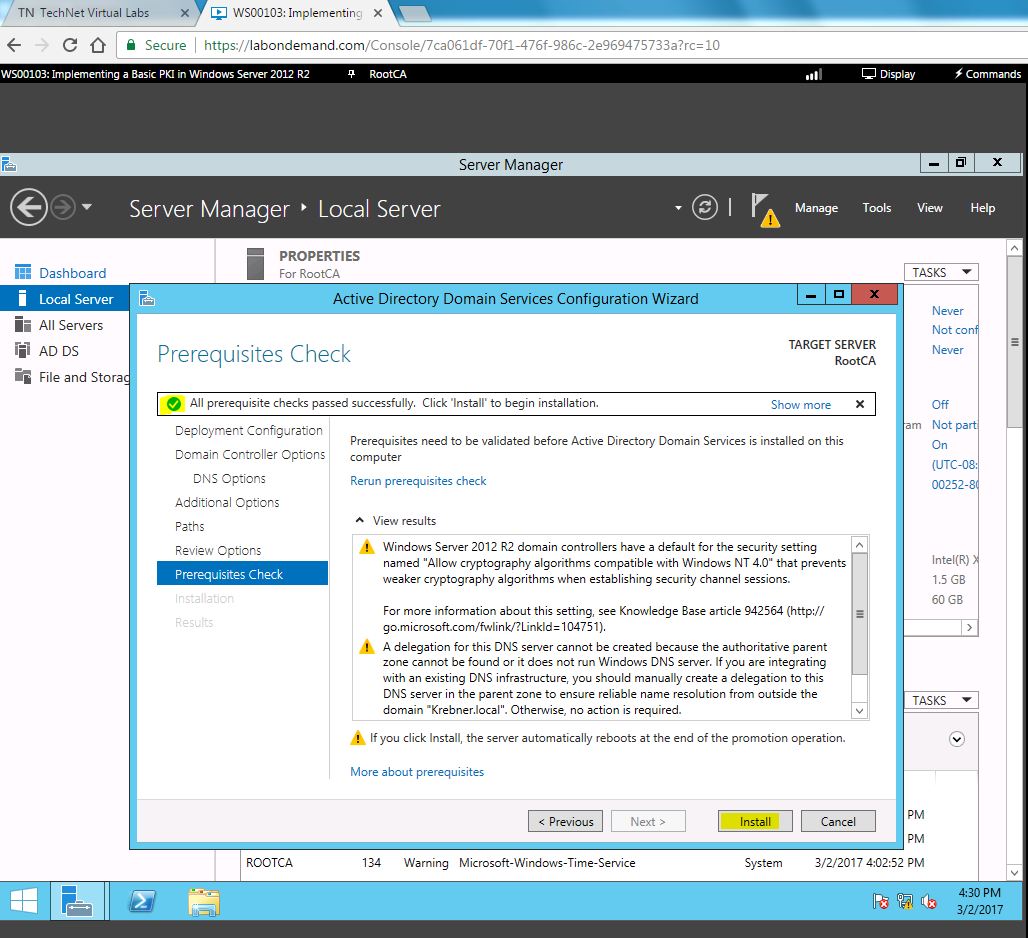 TN TechNet Virtual Labs
WS00103: Implementing
Secure
https://labondemand.com/Console/7ca061df-70f1-476f-986c-2e969475733a?rc=10
WS00103: Implementing a Basic PKI in Windows Server 2012 R2
RootCA
Display
Commands
Server Manager
Server Manager
Local Server
Manage
Tools
View
Help
PROPERTIES
For RootCA
TASKS
Dashboard
Local Server
All Servers
AD DS
File and Storag
Never
Not conf
Never
Off
ram
Not parti
On
(UTC-08:
00252-80
Intel(R) X
1.5 GB
60 GB
Active Directory Domain Services Configuration Wizard
Prerequisites Check
TARGET SERVER
RootCA
All prerequisite checks passed successfully. Click 'Install' to begin installation.
Show more
Deployment Configuration
Domain Controller Options
DNS Options
Additional Options
Paths
Review Options
Prerequisites Check
Installation
Results
Prerequisites need to be validated before Active Directory Domain Services is installed on this
computer
Rerun prerequisites check
View results
Windows Server 2012 R2 domain controllers have a default for the security setting
named "Allow cryptography algorithms compatible with Windows NT 4.0" that prevents
weaker cryptography algorithms when establishing security channel sessions.
For more information about this setting, see Knowledge Base article 942564 (http://
go.microsoft.com/fwlink/?LinkId=104751).
A delegation for this DNS server cannot be created because the authoritative parent
zone cannot be found or it does not run Windows DNS server. If you are integrating
with an existing DNS infrastructure, you should manually create a delegation to this
DNS server in the parent zone to ensure reliable name resolution from outside the
domain "Krebner.local". Otherwise, no action is required.
If you click Install, the server automatically reboots at the end of the promotion operation.
More about prerequisites
< Previous
Next >
Install
Cancel
TASKS
PM
PM
ROOTCA
134
Warning
Microsoft-Windows-Time-Service
System
3/2/2017 4:02:52 PM
4:30 PM
3/2/2017